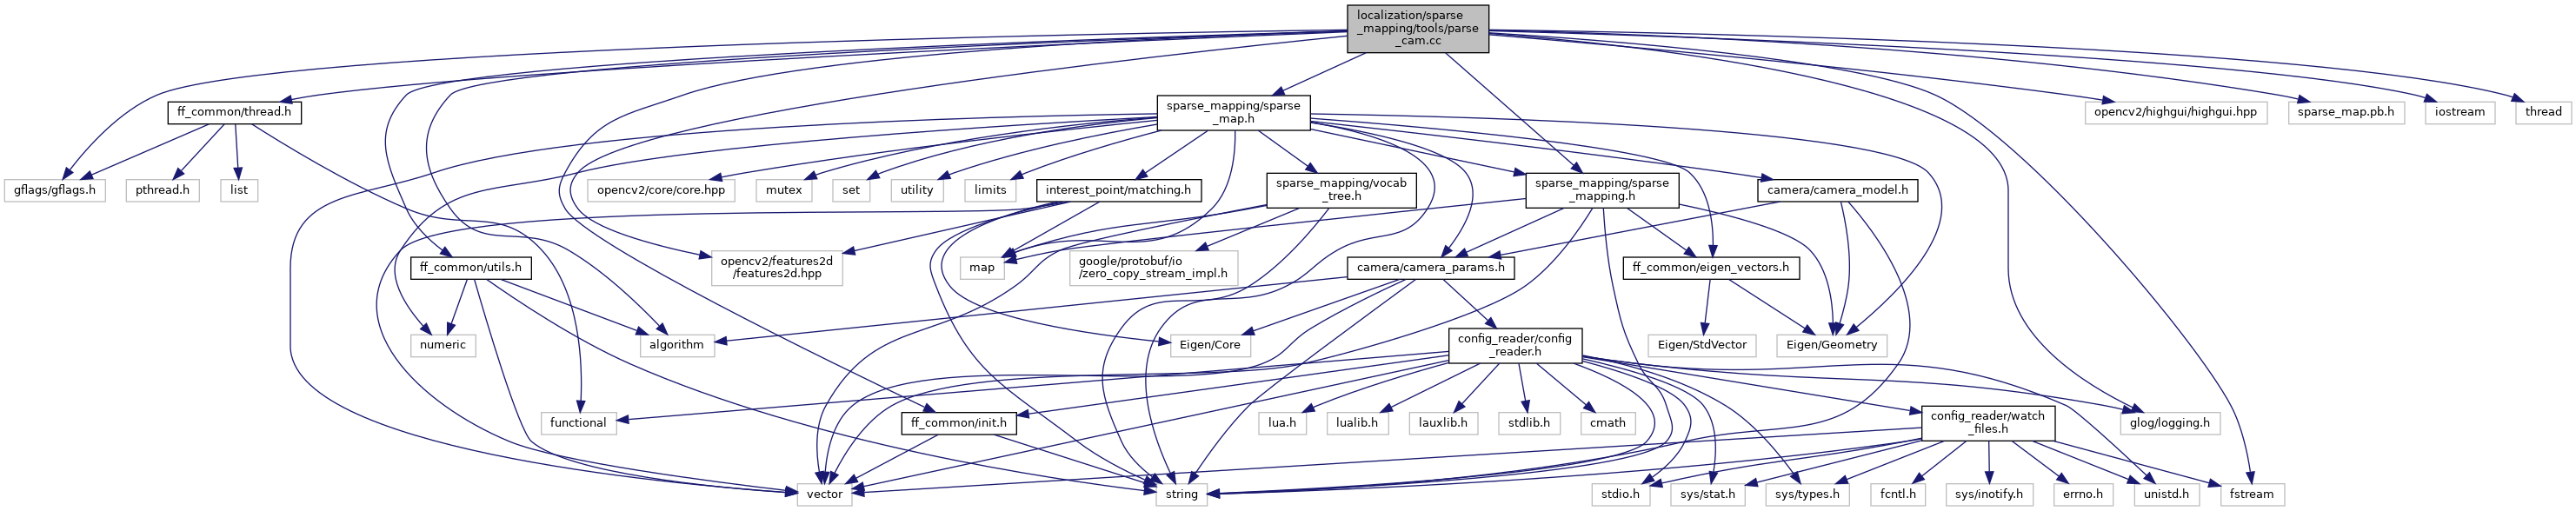 localization/sparse
_mapping/tools/parse
_cam.cc
ff_common/thread.h
sparse_mapping/sparse
_map.h
opencv2/highgui/highgui.hpp
sparse_map.pb.h
iostream
thread
gflags/gflags.h
pthread.h
list
opencv2/core/core.hpp
mutex
set
utility
limits
interest_point/matching.h
sparse_mapping/vocab
_tree.h
sparse_mapping/sparse
_mapping.h
camera/camera_model.h
ff_common/utils.h
opencv2/features2d
/features2d.hpp
map
google/protobuf/io
/zero_copy_stream_impl.h
camera/camera_params.h
ff_common/eigen_vectors.h
numeric
algorithm
Eigen/Core
config_reader/config
_reader.h
Eigen/StdVector
Eigen/Geometry
functional
ff_common/init.h
lua.h
lualib.h
lauxlib.h
stdlib.h
cmath
config_reader/watch
_files.h
glog/logging.h
vector
string
stdio.h
sys/stat.h
sys/types.h
fcntl.h
sys/inotify.h
errno.h
unistd.h
fstream